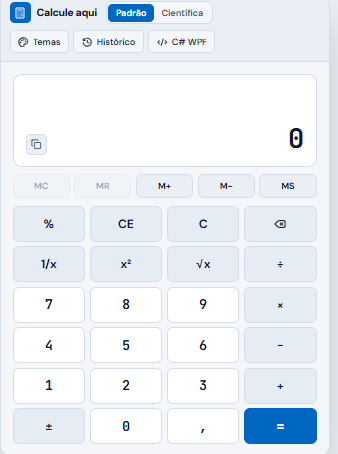 Calcule aqui Padrão Científica
Temas Histórico </> C# WPF
0
MC MR M+ M- MS
% CE C
1/x x² √x ÷
7 8 9 ×
4 5 6 -
1 2 3 +
± 0 , =